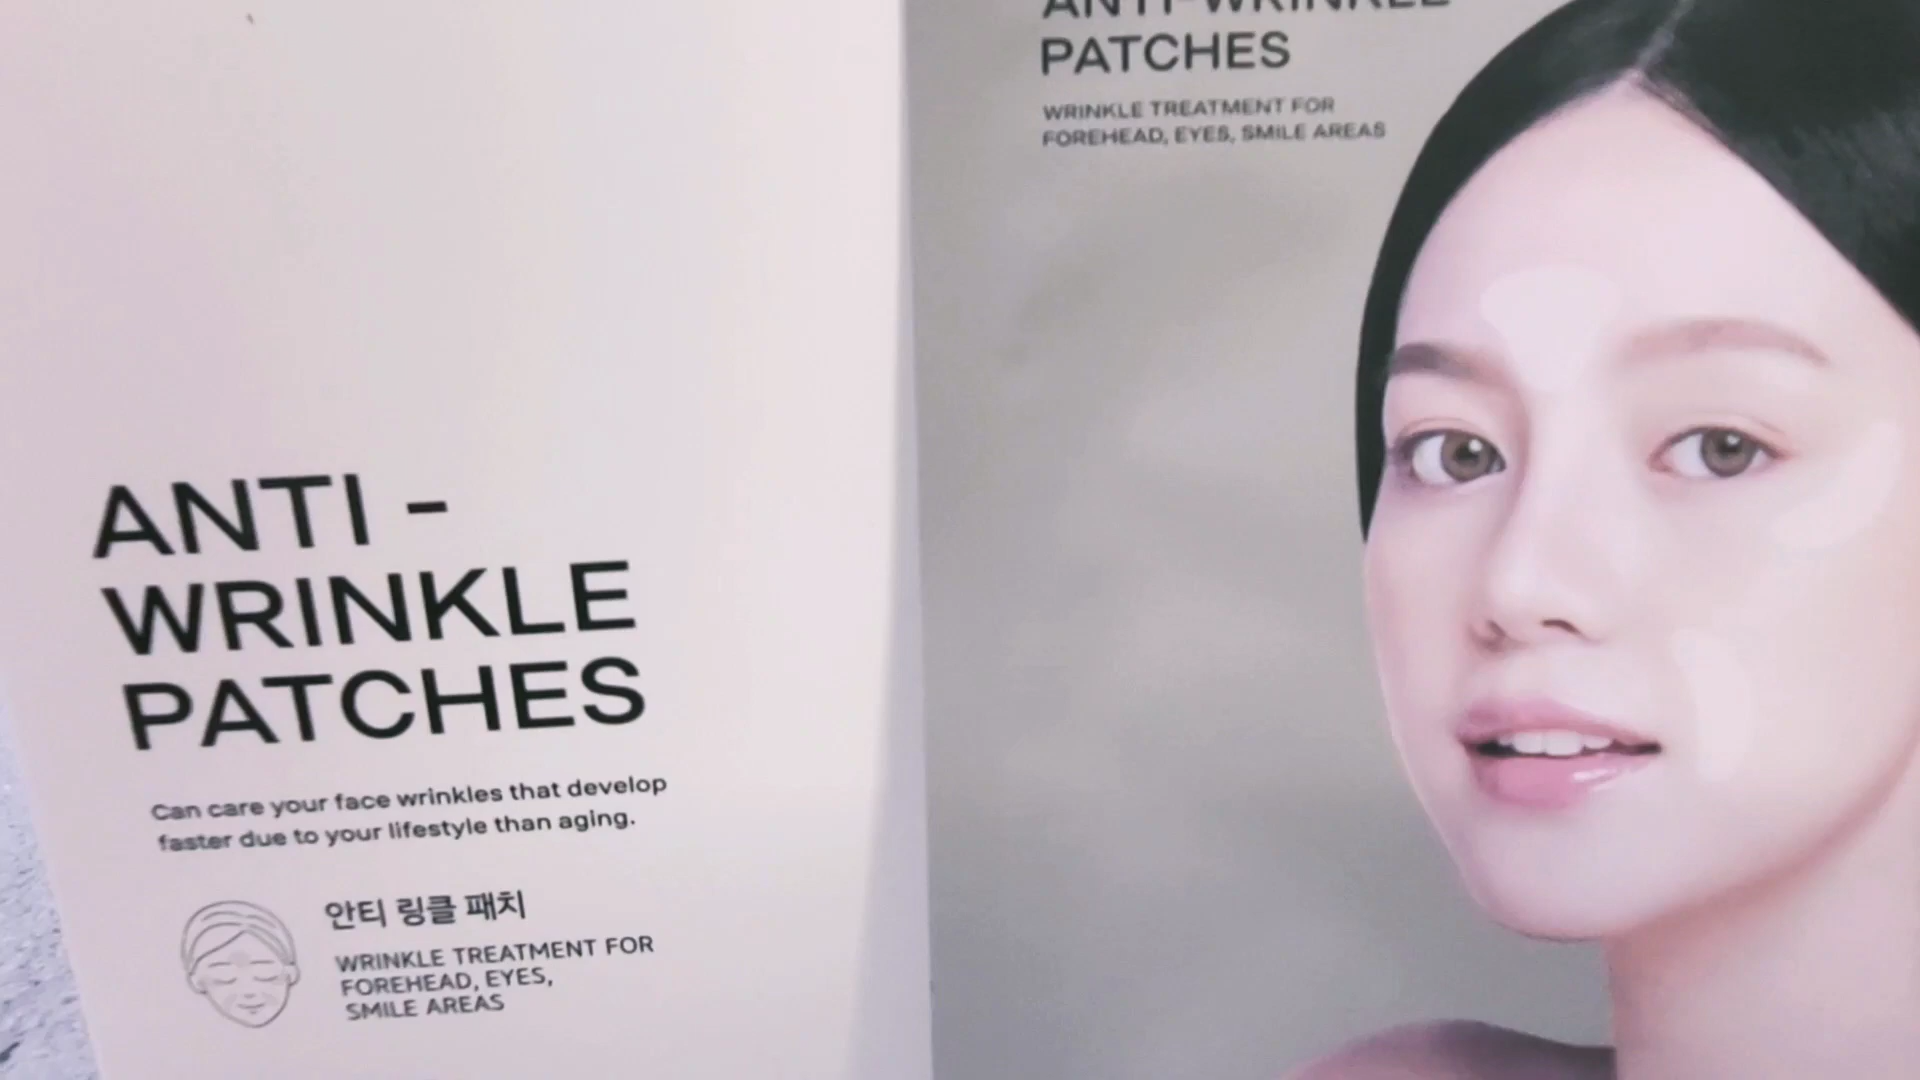 ANTI -
WRINKLE
PATCHES
Can care your face wrinkles that develop
faster due to your lifestyle than aging.
안티 링클 패치
WRINKLE TREATMENT FOR
FOREHEAD, EYES,
SMILE AREAS
ANTI-WRINKLE
PATCHES
WRINKLE TREATMENT FOR
FOREHEAD, EYES, SMILE AREAS